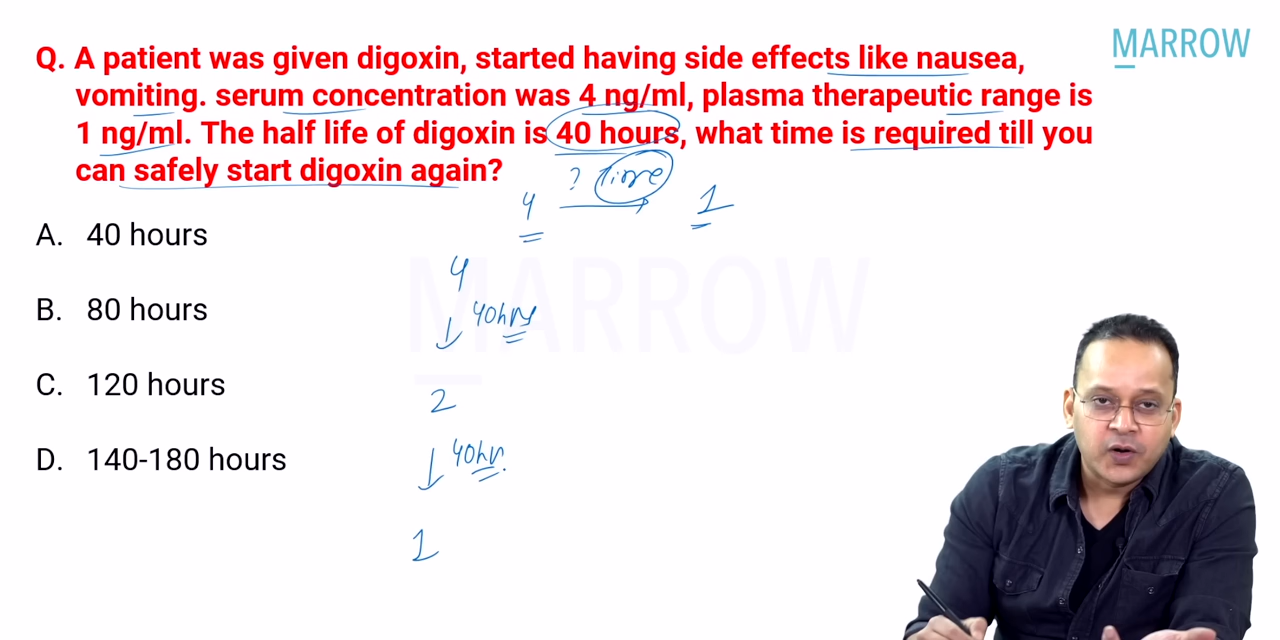 MARROW
Q. A patient was given digoxin, started having side effects like nausea,
vomiting. serum concentration was 4 ng/ml, plasma therapeutic range is
1 ng/ml. The half life of digoxin is 40 hours, what time is required till you
can safely start digoxin again?
? time
4 1
A. 40 hours
B. 80 hours
C. 120 hours
D. 140-180 hours
4
40hrs
2
40hr.
1
MARROW